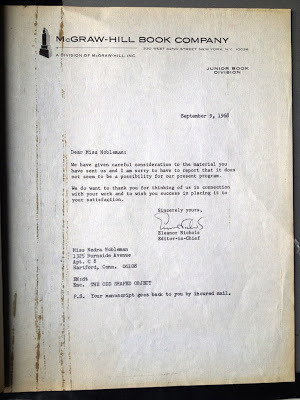 McGRAW-HILL BOOK COMPANY
330 WEST 42ND STREET NEW YORK, N.Y. 10036
A DIVISION OF McGRAW-HILL INC.
JUNIOR BOOK
DIVISION
September 9, 1968
Dear Miss Nobleman:
We have given careful consideration to the material you
have sent us and I am sorry to have to report that it does
not seem to be a possibility for our present program.
We do want to thank you for thinking of us in connection
with your work and to wish you success in placing it to
your satisfaction.
Sincerely yours,
Eleanor Nichols
Editor-in-Chief
Miss Nedra Nobleman
1325 Burnside Avenue
Apt. C 8
Hartford, Conn. 06108
EN:dt
Enc. THE ODD SHAPED OBJECT
P.S. Your manuscript goes back to you by insured mail.